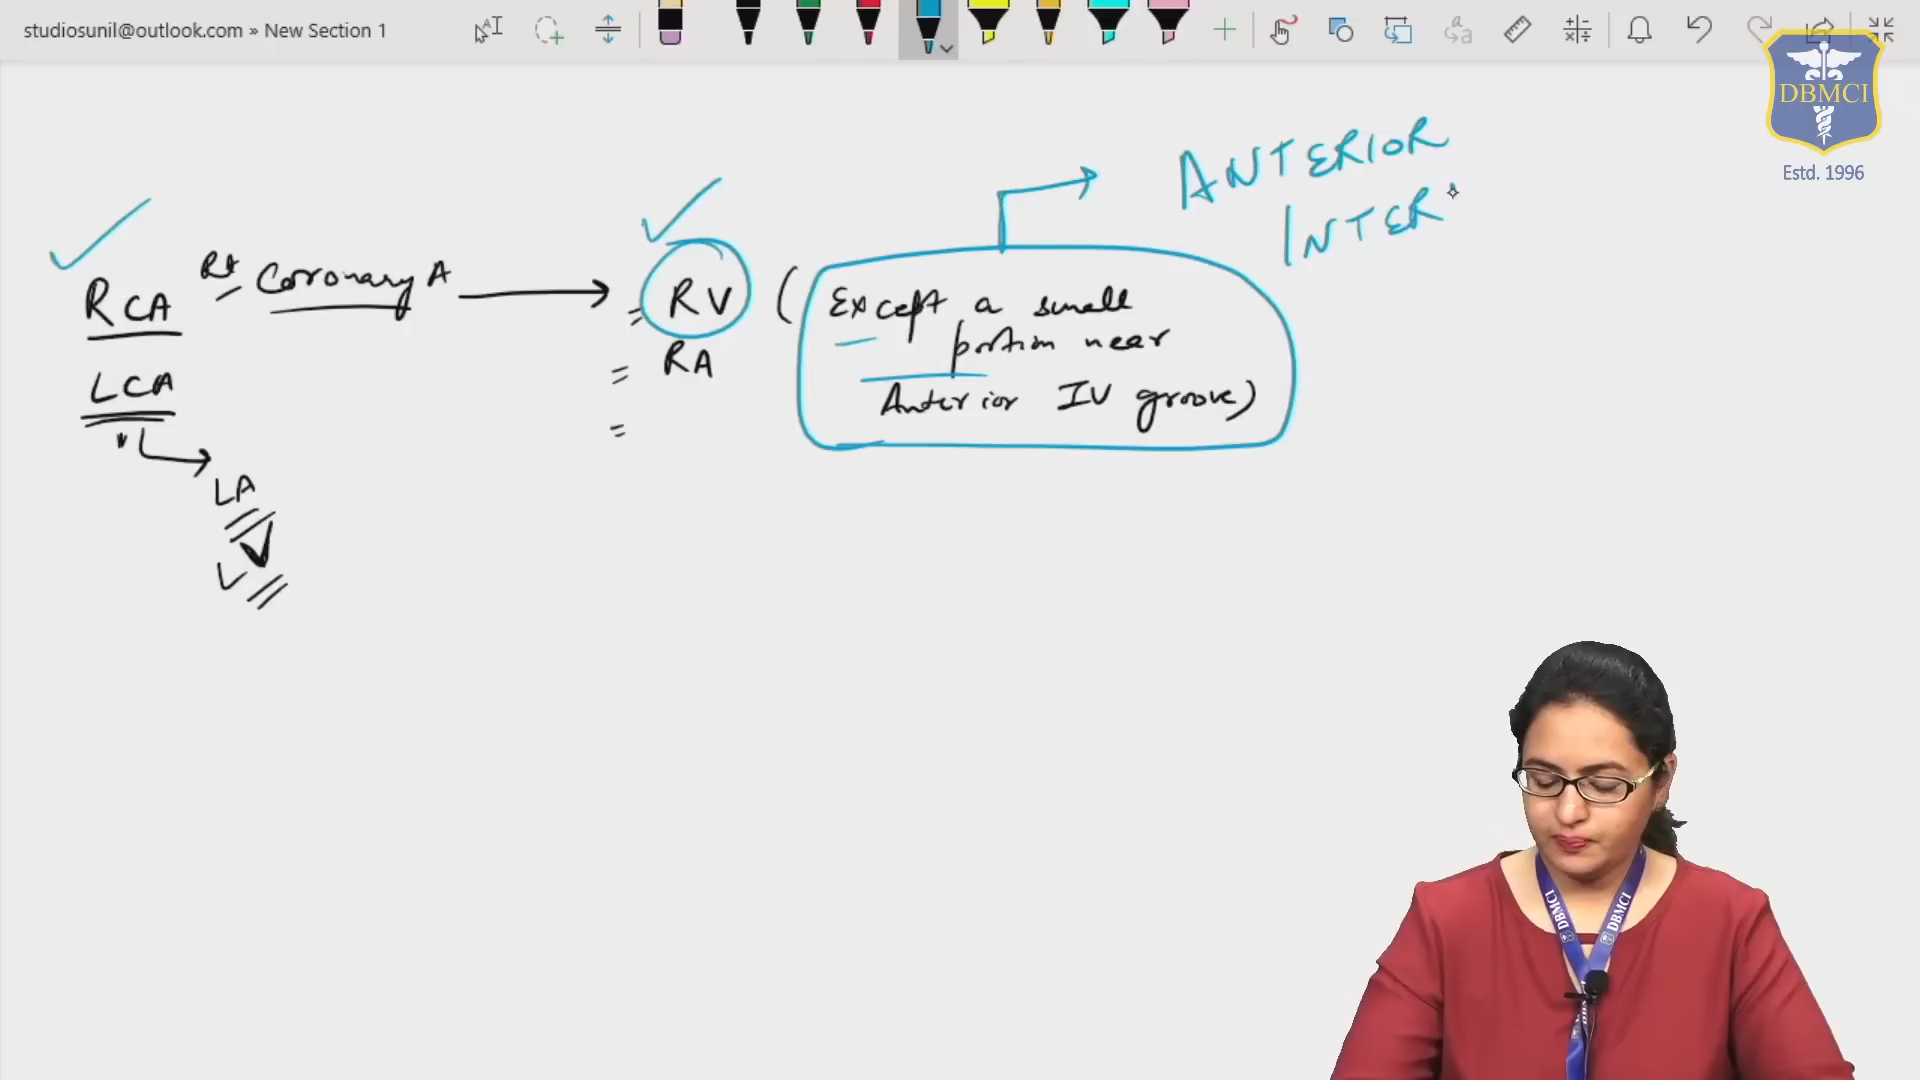 studiosunil@outlook.com » New Section 1
DBMCI
Estd. 1996
ANTERIOR
INTER
RCA Rt Coronary A → = RV (Except a small
portion near
Anterior IV groove)
= RA
=
LCA
LA
LV
DBMCI
DBMCI